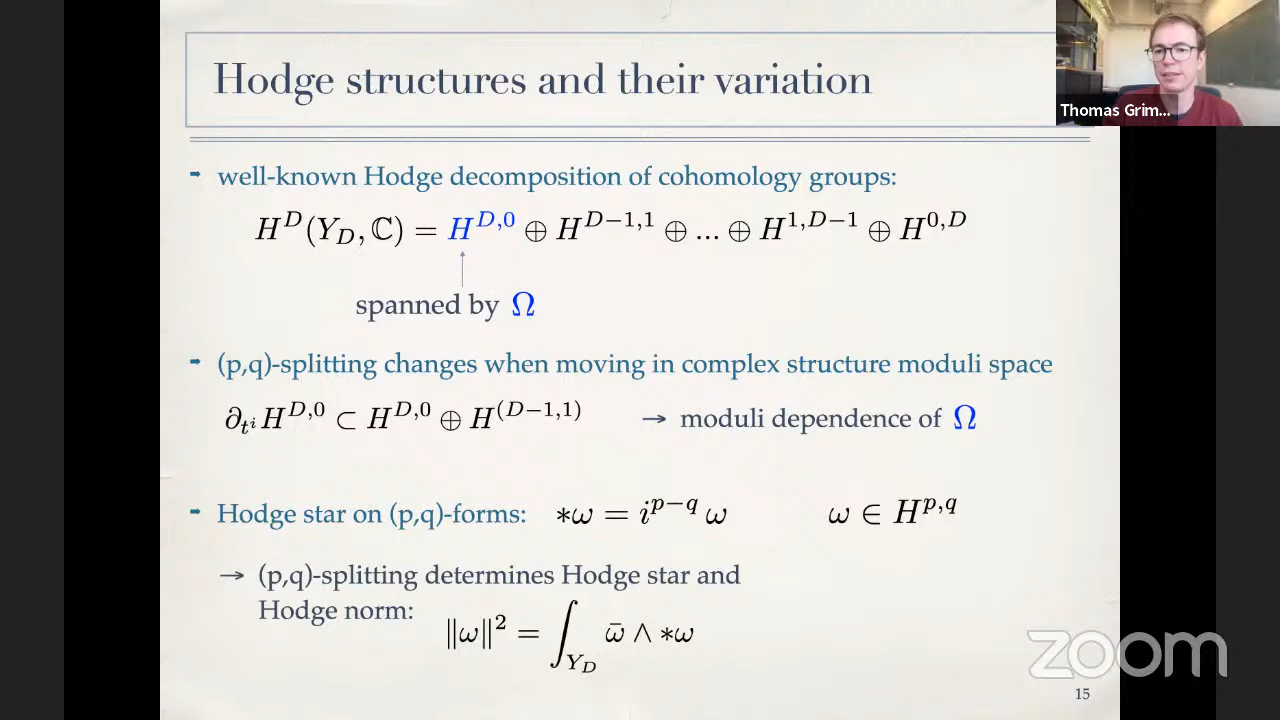 Hodge structures and their variation
Thomas Grim...
➡ well-known Hodge decomposition of cohomology groups:
H^D(Y_D, ℂ) = H^{D,0} ⊕ H^{D−1,1} ⊕ ... ⊕ H^{1,D−1} ⊕ H^{0,D}
spanned by Ω
➡ (p,q)-splitting changes when moving in complex structure moduli space
∂_{t^i} H^{D,0} ⊂ H^{D,0} ⊕ H^{(D−1,1)} → moduli dependence of Ω
➡ Hodge star on (p,q)-forms: ∗ω = i^{p−q} ω ω ∈ H^{p,q}
→ (p,q)-splitting determines Hodge star and
Hodge norm:
‖ω‖² = ∫_{Y_D} ω̄ ∧ ∗ω
zoom
15